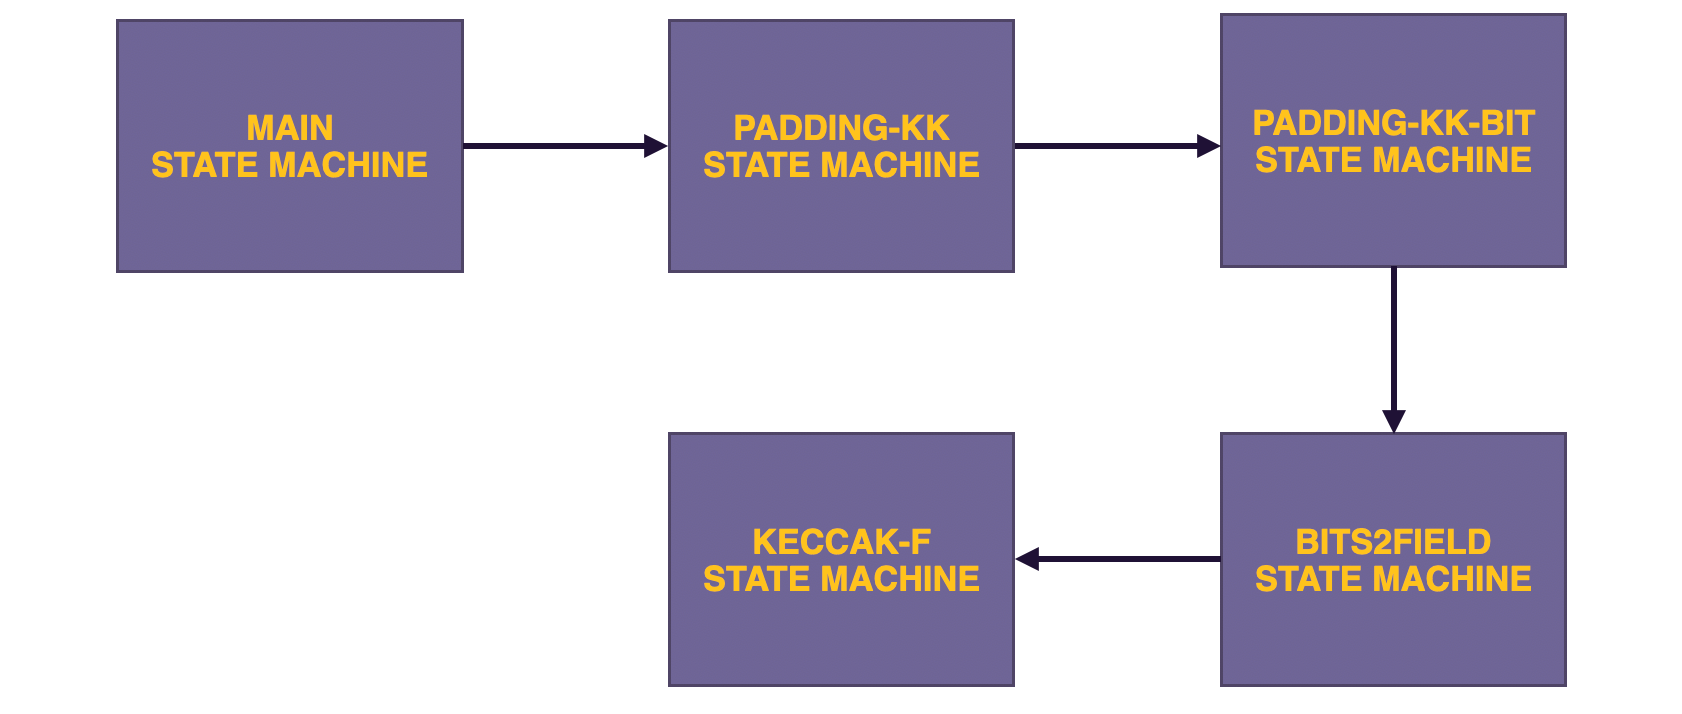 MAIN
STATE MACHINE
PADDING-KK
STATE MACHINE
PADDING-KK-BIT
STATE MACHINE
KECCAK-F
STATE MACHINE
BITS2FIELD
STATE MACHINE